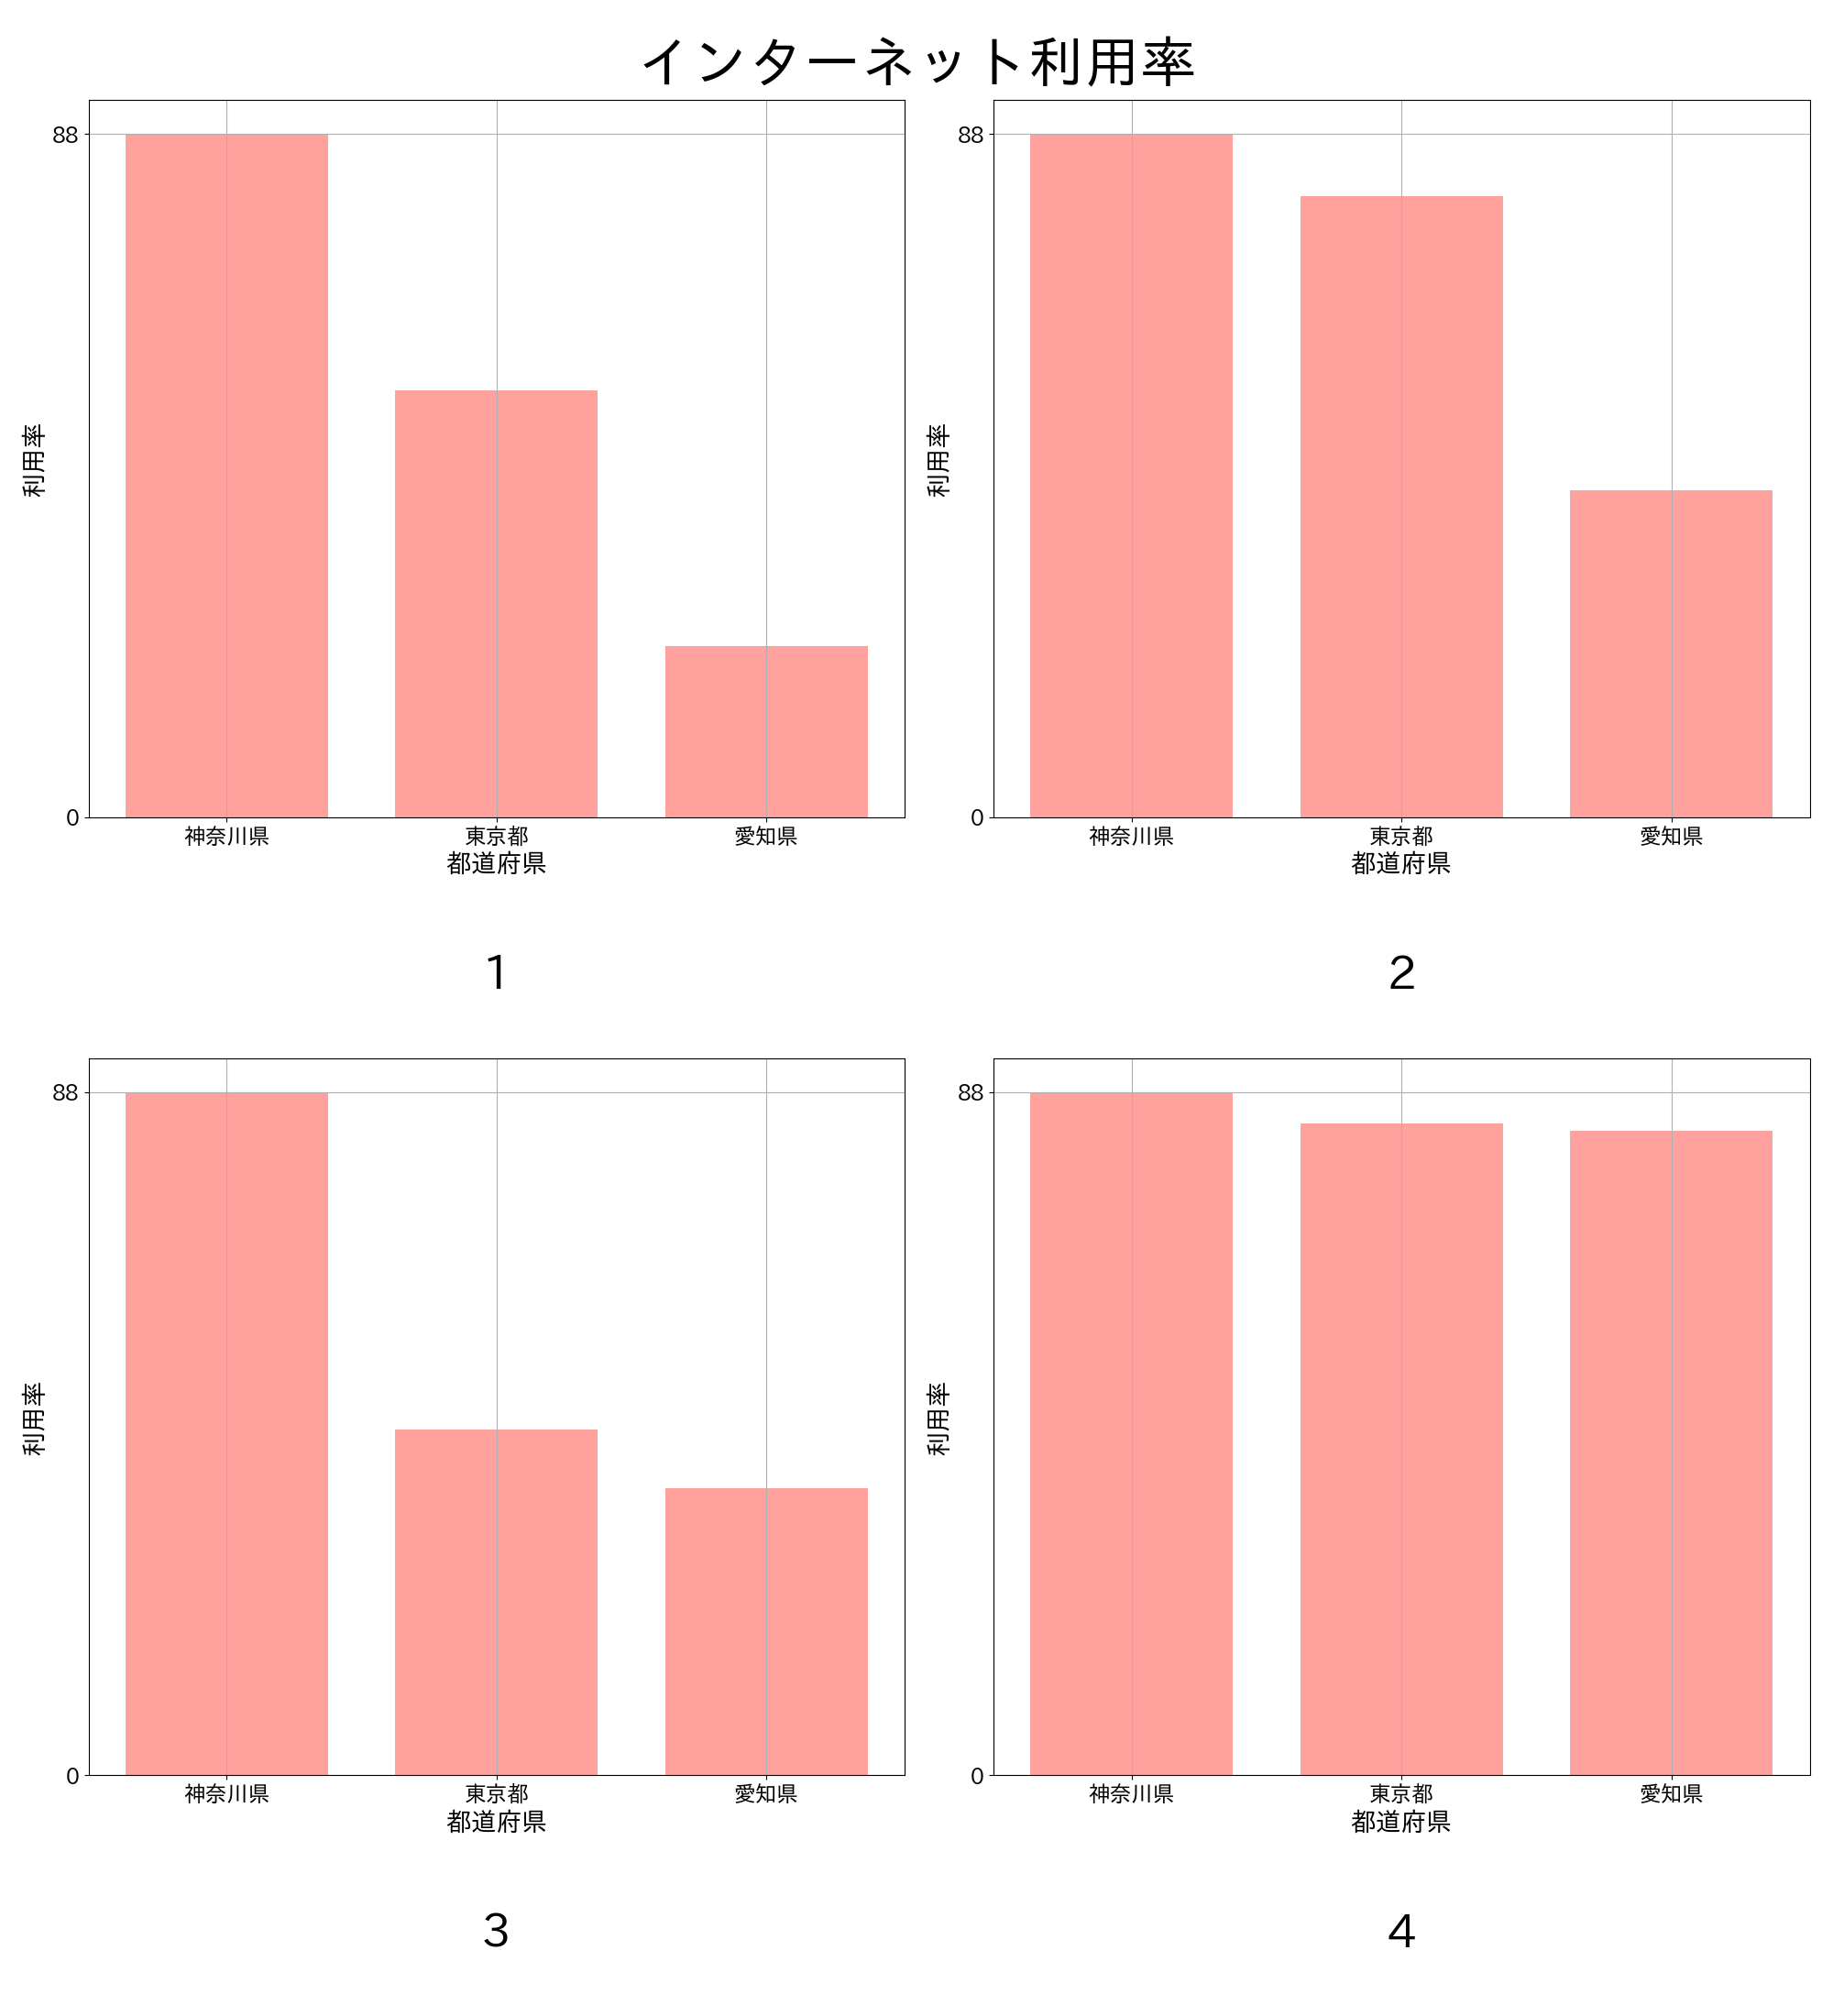 インターネット利用率
88
利用率
0
神奈川県 東京都 愛知県
都道府県
1
88
利用率
0
神奈川県 東京都 愛知県
都道府県
2
88
利用率
0
神奈川県 東京都 愛知県
都道府県
3
88
利用率
0
神奈川県 東京都 愛知県
都道府県
4